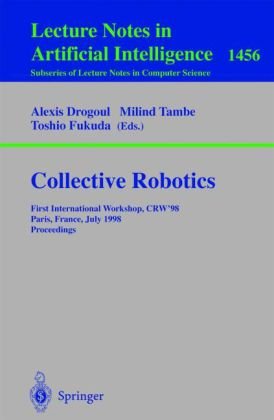 Lecture Notes in
Artificial Intelligence 1456
Subseries of Lecture Notes in Computer Science
Alexis Drogoul Milind Tambe
Toshio Fukuda (Eds.)
Collective Robotics
First International Workshop, CRW'98
Paris, France, July 1998
Proceedings
Springer